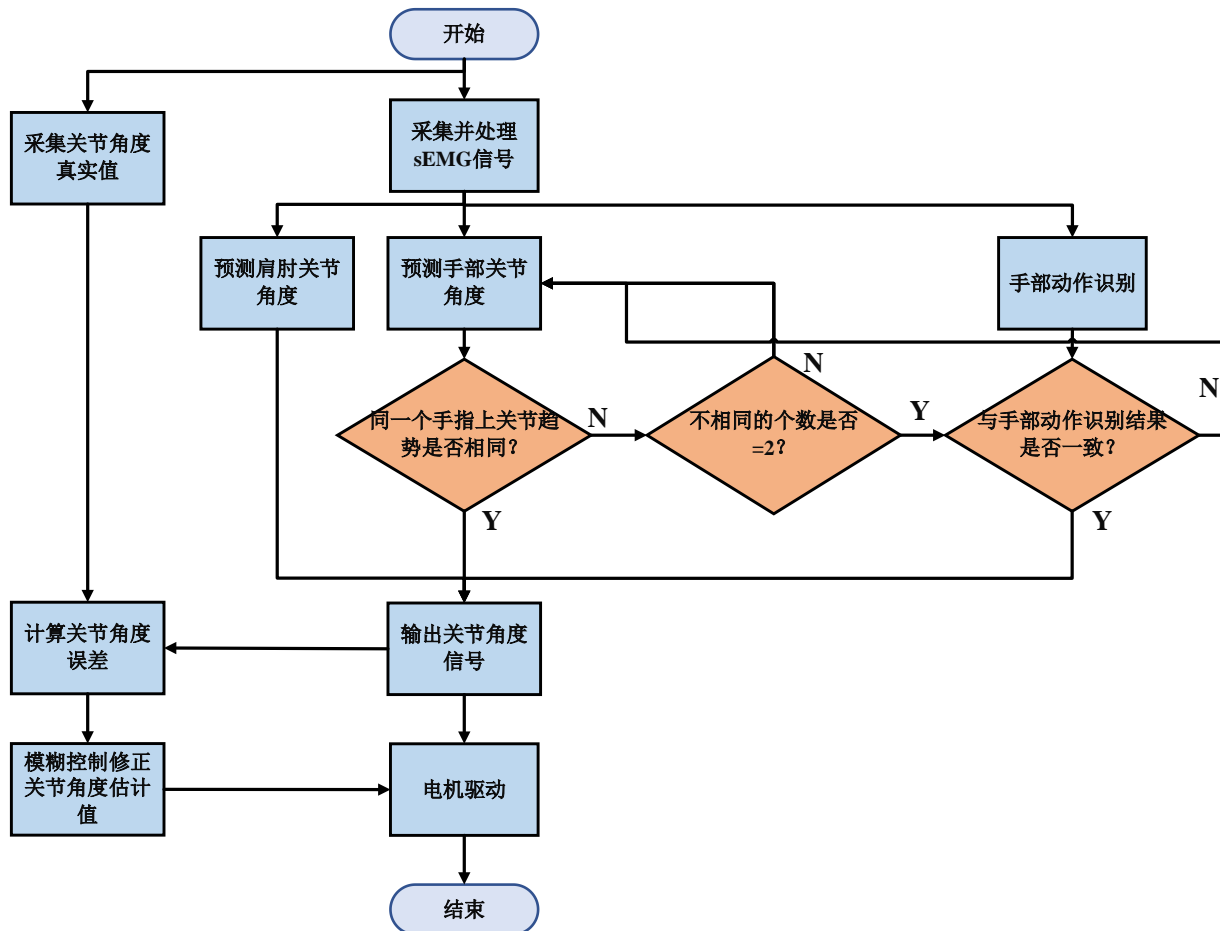 开始
采集关节角度
真实值
采集并处理
sEMG信号
预测肩肘关节
角度
预测手部关节
角度
手部动作识别
同一个手指上关节趋
势是否相同？
N
不相同的个数是否
=2？
N
Y
与手部动作识别结果
是否一致？
N
Y
Y
计算关节角度
误差
输出关节角度
信号
模糊控制修正
关节角度估计
值
电机驱动
结束